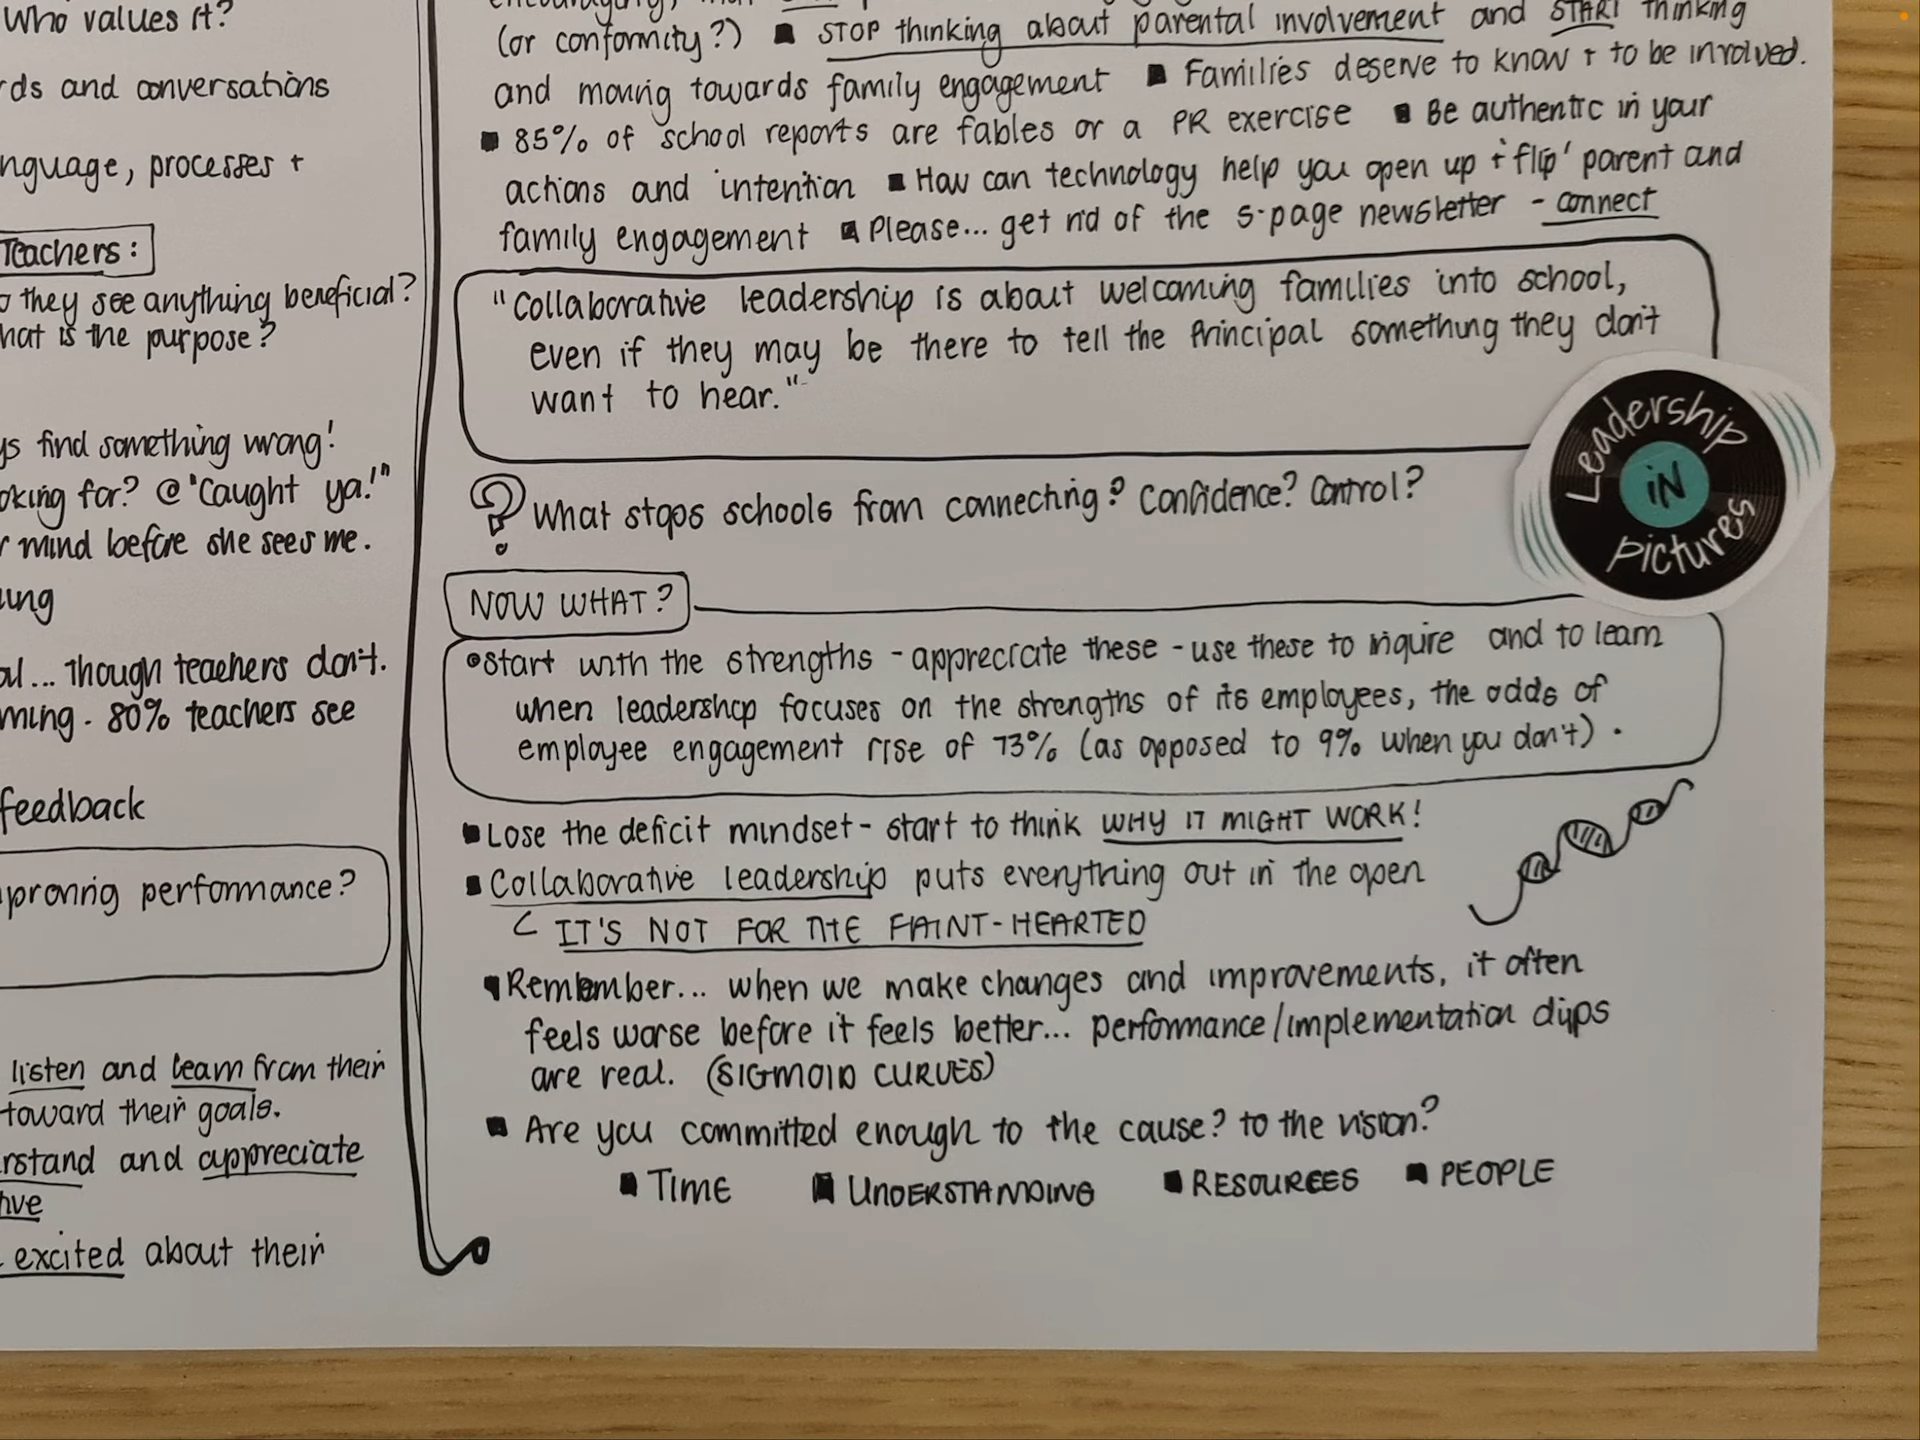 Who values it?
rds and conversations
nguage, processes +
Teachers:
o they see anything beneficial?
hat is the purpose?
ys find something wrong!
oking for? @ "Caught ya!"
r mind before she sees me.
ung
al... Though teachers don't.
ming. 80% teachers see
feedback
proving performance?
listen and learn from their
toward their goals.
rstand and appreciate
ive
excited about their
(or conformity?) ■ STOP thinking about parental involvement and START thinking
and moving towards family engagement ■ Families deserve to know + to be involved.
■ 85% of school reports are fables or a PR exercise ■ Be authentic in your
actions and intention ■ How can technology help you open up + 'flip' parent and
family engagement ■ Please... get rid of the 5-page newsletter - connect
"Collaborative leadership is about welcoming families into school,
even if they may be there to tell the Principal something they don't
want to hear."
Leadership
iN
pictures
? What stops schools from connecting? Confidence? Control?
NOW WHAT?
• Start with the strengths - appreciate these - use these to inquire and to learn
when leadership focuses on the strengths of its employees, the odds of
employee engagement rise of 73% (as opposed to 9% when you don't).
■ Lose the deficit mindset - start to think WHY IT MIGHT WORK!
■ Collaborative leadership puts everything out in the open
IT'S NOT FOR THE FAINT-HEARTED
■ Remember... when we make changes and improvements, it often
feels worse before it feels better... performance/implementation dips
are real. (SIGMOID CURVES)
■ Are you committed enough to the cause? to the vision?
■ TIME ■ UNDERSTANDING ■ RESOURCES ■ PEOPLE